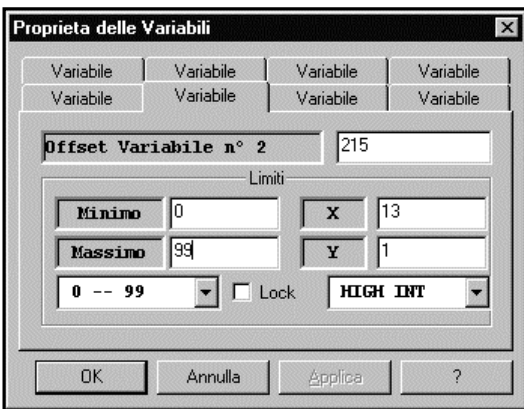 Proprieta delle Variabili
Variabile Variabile Variabile Variabile
Variabile Variabile Variabile Variabile
Offset Variabile n° 2 215
Limiti
Minimo 0 X 13
Massimo 99 Y 1
0 -- 99 Lock HIGH INT
OK Annulla Applica ?